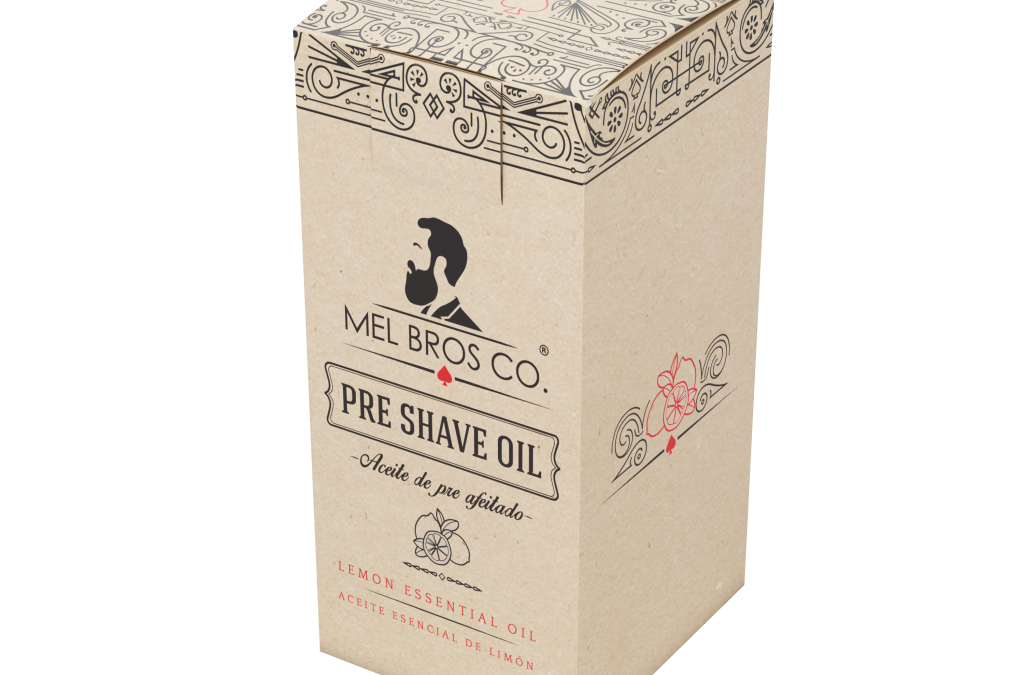 MEL BROS CO.®
PRE SHAVE OIL
-Aceite de pre afeitado-
LEMON ESSENTIAL OIL
ACEITE ESENCIAL DE LIMÓN